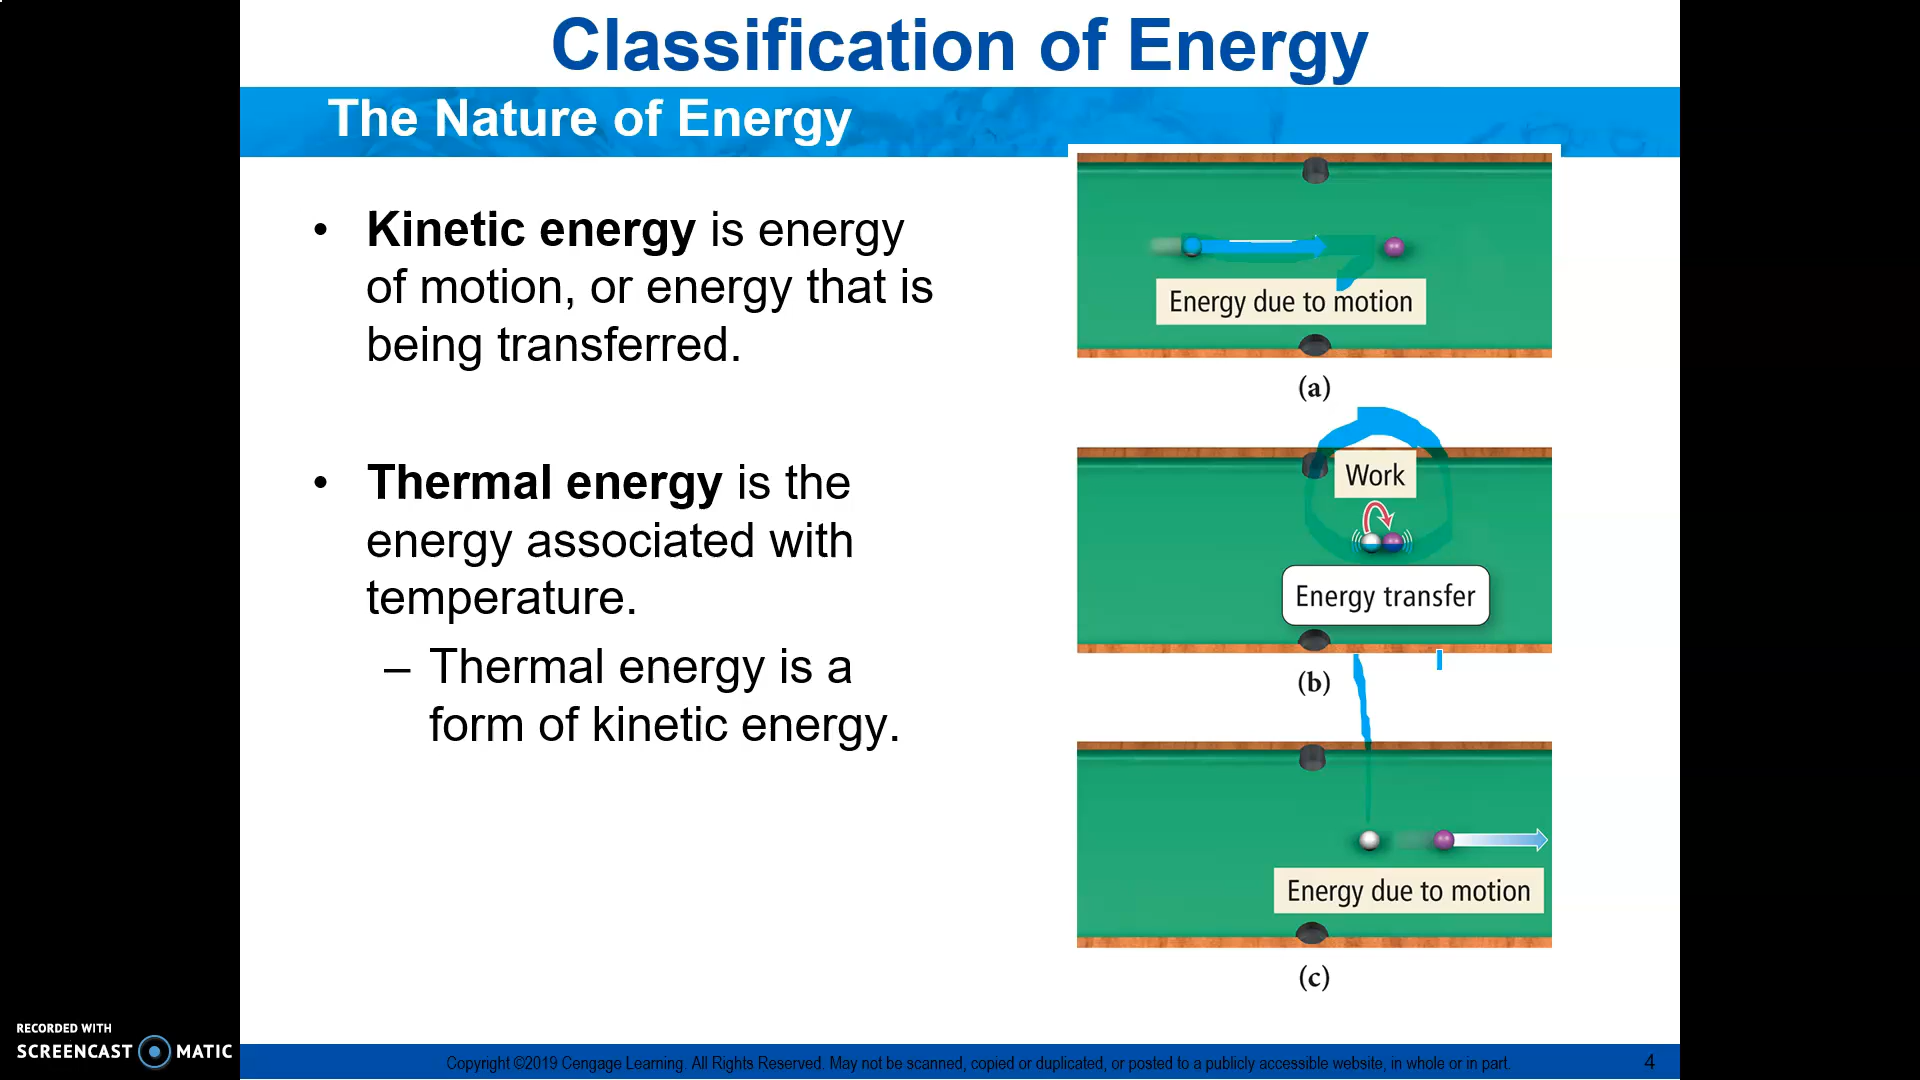 Classification of Energy
The Nature of Energy
• Kinetic energy is energy
of motion, or energy that is
being transferred.
• Thermal energy is the
energy associated with
temperature.
– Thermal energy is a
form of kinetic energy.
Energy due to motion
(a)
Work
Energy transfer
(b)
Energy due to motion
(c)
RECORDED WITH
SCREENCAST MATIC
Copyright ©2019 Cengage Learning. All Rights Reserved. May not be scanned, copied or duplicated, or posted to a publicly accessible website, in whole or in part.
4